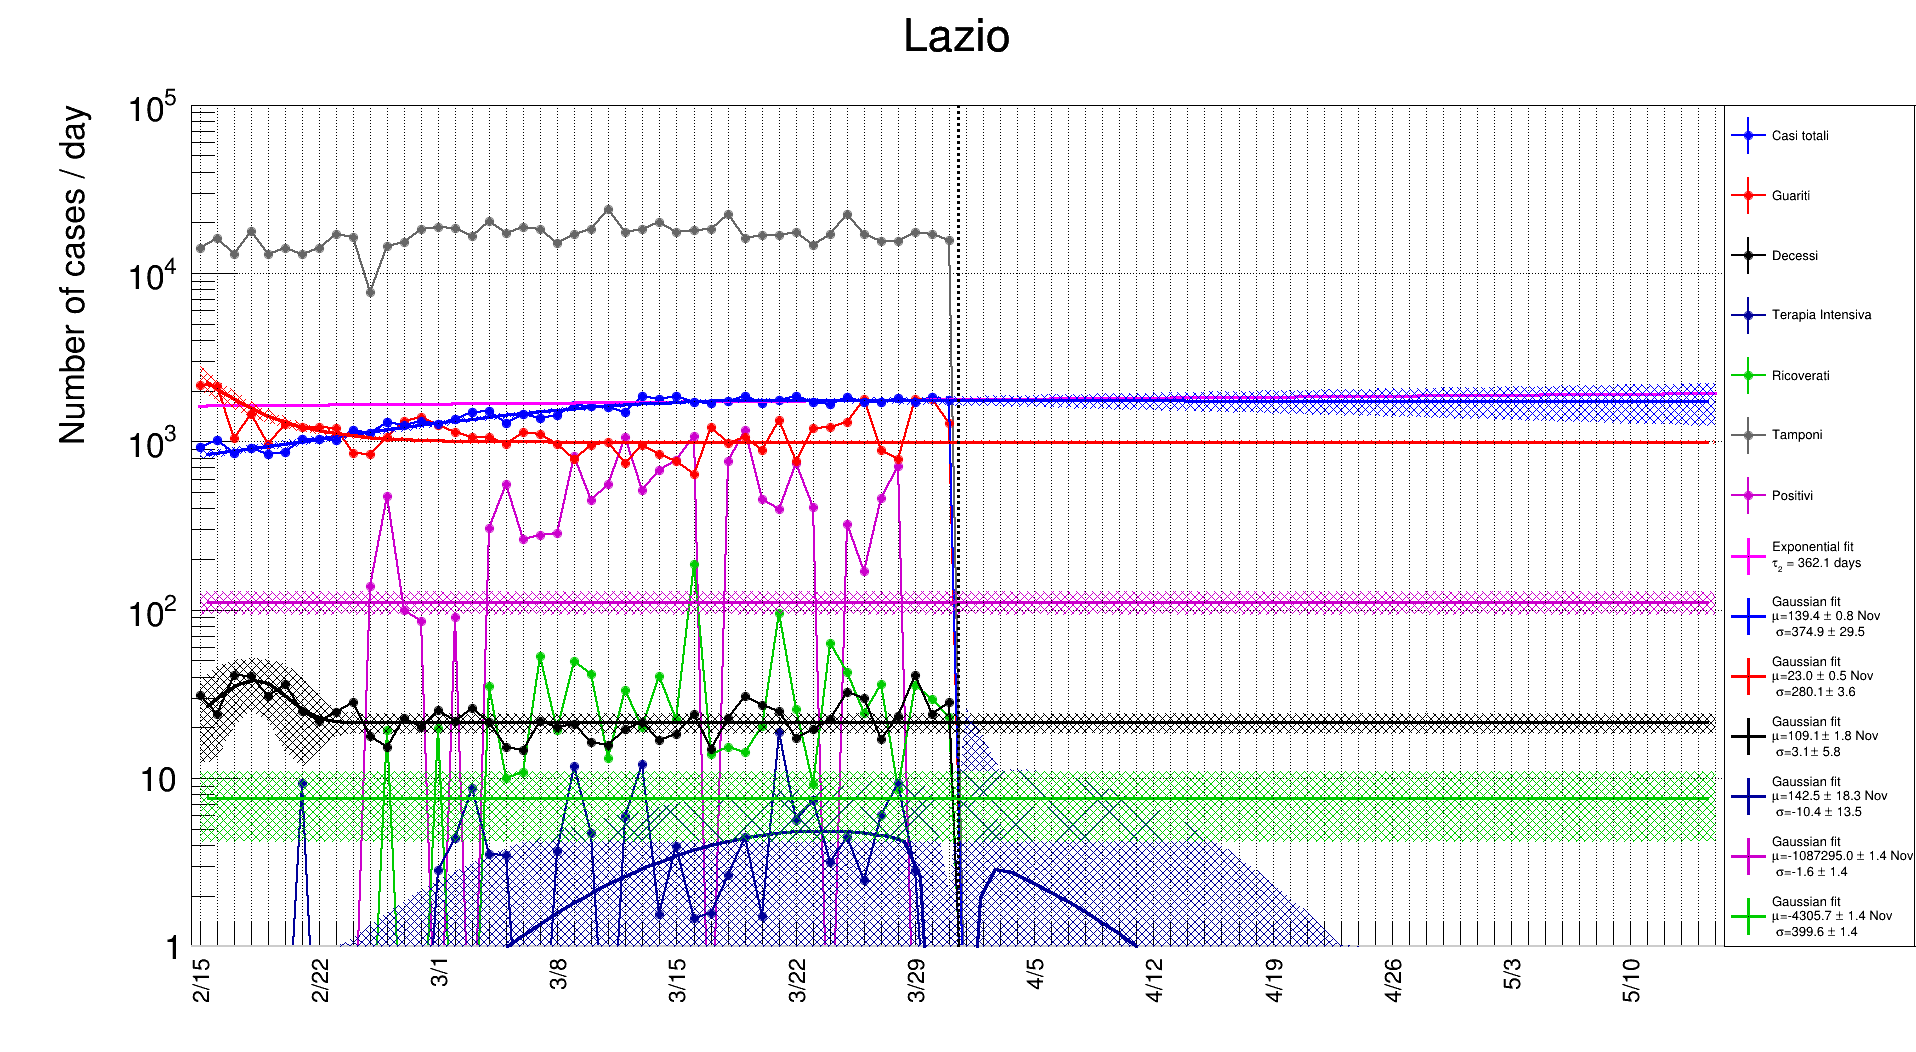 Lazio
Number of cases / day
10^5
10^4
10^3
10^2
10
1
2/15
2/22
3/1
3/8
3/15
3/22
3/29
4/5
4/12
4/19
4/26
5/3
5/10
Casi totali
Guariti
Decessi
Terapia Intensiva
Ricoverati
Tamponi
Positivi
Exponential fit
τ₂ = 362.1 days
Gaussian fit
μ=139.4 ± 0.8 Nov
σ=374.9 ± 29.5
Gaussian fit
μ=23.0 ± 0.5 Nov
σ=280.1 ± 3.6
Gaussian fit
μ=109.1 ± 1.8 Nov
σ=3.1 ± 5.8
Gaussian fit
μ=142.5 ± 18.3 Nov
σ=-10.4 ± 13.5
Gaussian fit
μ=-1087295.0 ± 1.4 Nov
σ=-1.6 ± 1.4
Gaussian fit
μ=-4305.7 ± 1.4 Nov
σ=399.6 ± 1.4